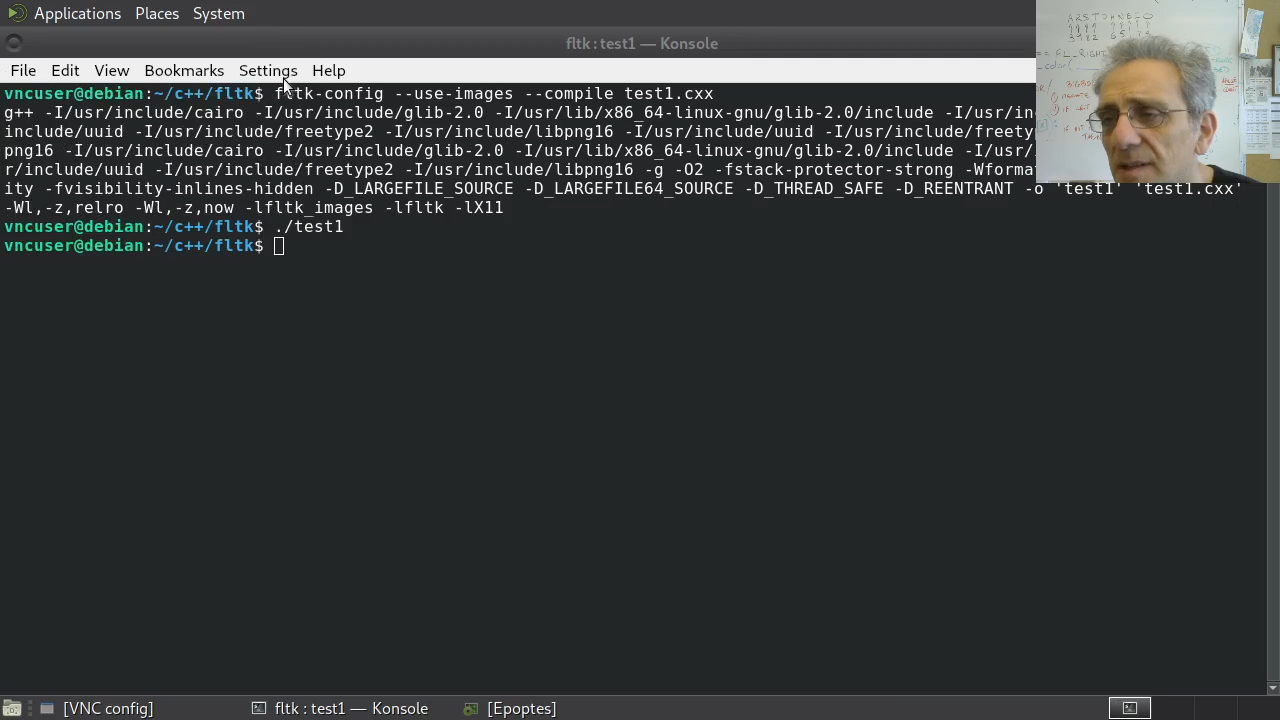 Applications Places System
fltk : test1 — Konsole
File Edit View Bookmarks Settings Help
vncuser@debian:~/c++/fltk$ fltk-config --use-images --compile test1.cxx
g++ -I/usr/include/cairo -I/usr/include/glib-2.0 -I/usr/lib/x86_64-linux-gnu/glib-2.0/include -I/usr/in
include/uuid -I/usr/include/freetype2 -I/usr/include/libpng16 -I/usr/include/uuid -I/usr/include/freety
png16 -I/usr/include/cairo -I/usr/include/glib-2.0 -I/usr/lib/x86_64-linux-gnu/glib-2.0/include -I/usr/
r/include/uuid -I/usr/include/freetype2 -I/usr/include/libpng16 -g -O2 -fstack-protector-strong -Wforma
ity -fvisibility-inlines-hidden -D_LARGEFILE_SOURCE -D_LARGEFILE64_SOURCE -D_THREAD_SAFE -D_REENTRANT -o 'test1' 'test1.cxx'
-Wl,-z,relro -Wl,-z,now -lfltk_images -lfltk -lX11
vncuser@debian:~/c++/fltk$ ./test1
vncuser@debian:~/c++/fltk$
[VNC config] fltk : test1 — Konsole [Epoptes]